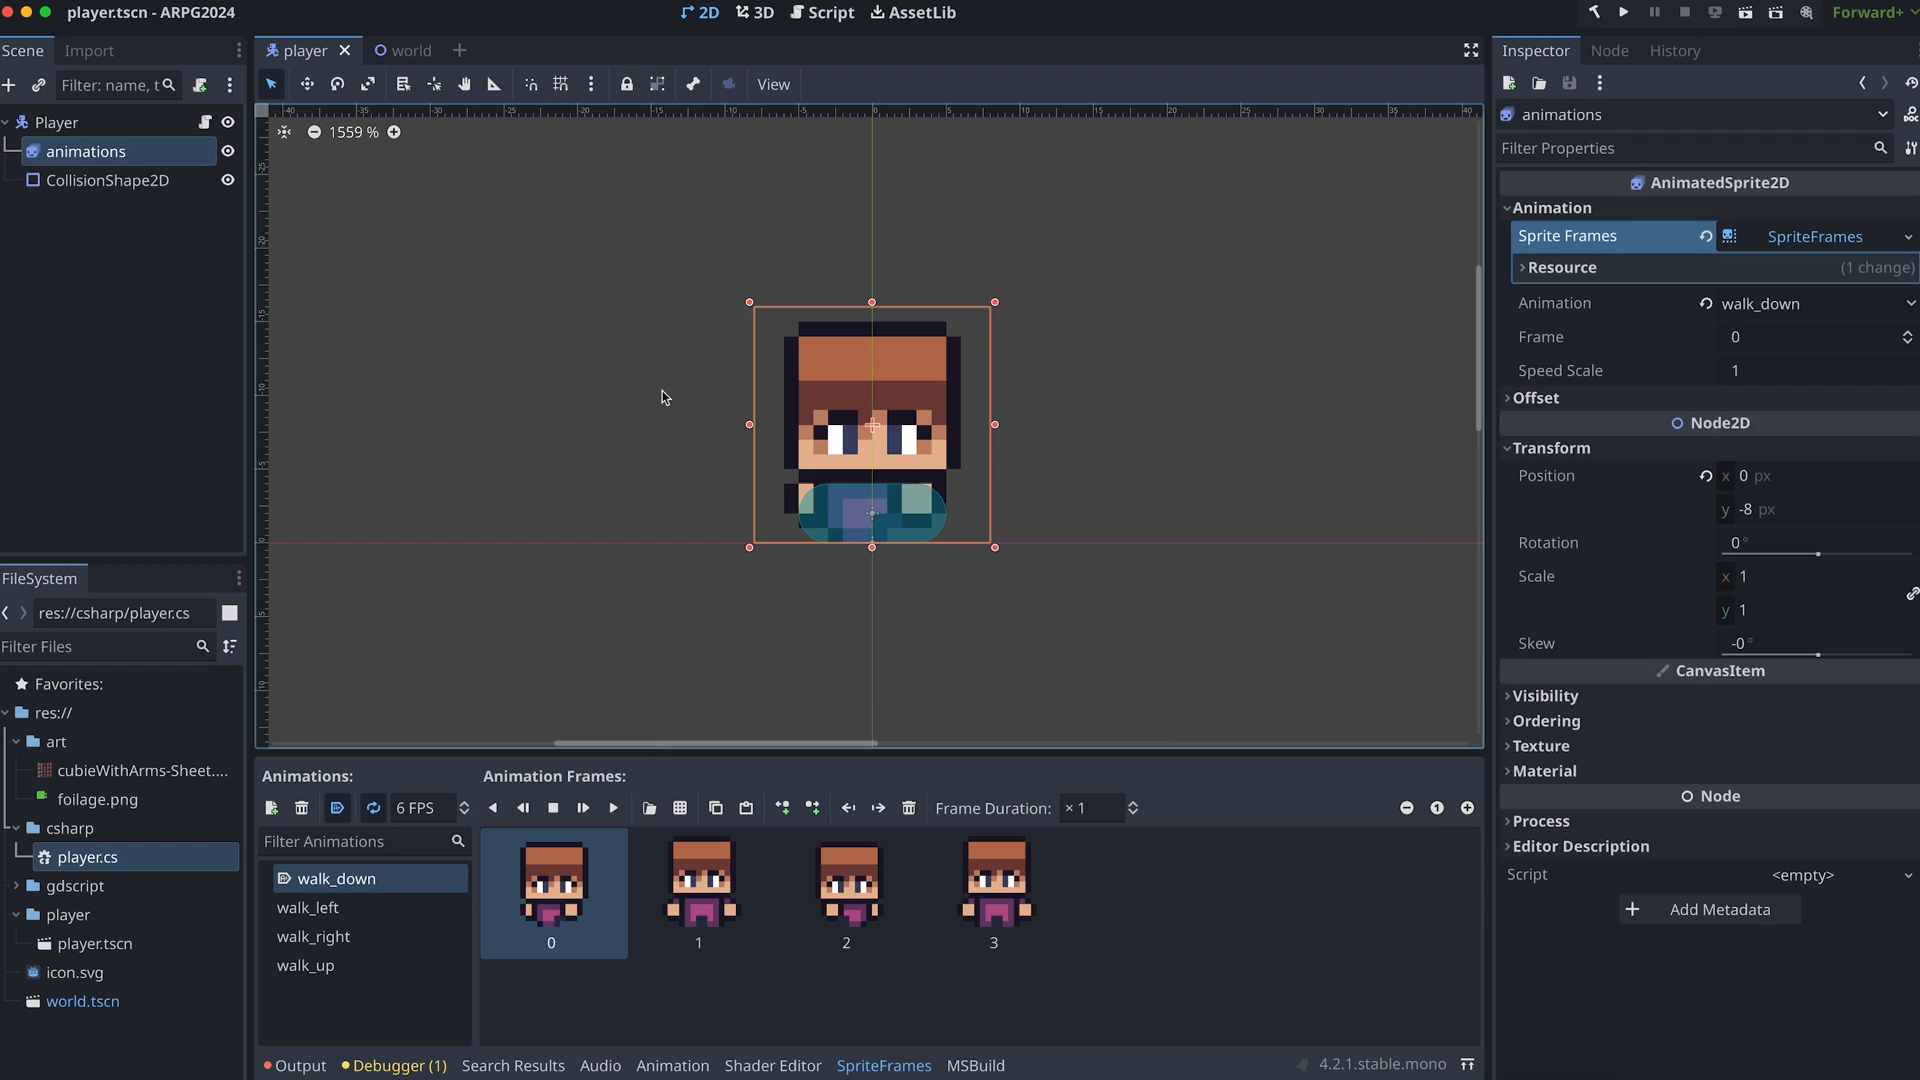 player.tscn - ARPG2024
2D 3D Script AssetLib
Forward+
Scene Import
player
world
Inspector Node History
Filter: name, t
View
Player
animations
CollisionShape2D
1559 %
animations
Filter Properties
AnimatedSprite2D
Animation
Sprite Frames SpriteFrames
Resource (1 change)
Animation walk_down
Frame 0
Speed Scale 1
Offset
Node2D
Transform
Position x 0 px
y -8 px
Rotation 0°
Scale x 1
y 1
Skew -0°
CanvasItem
Visibility
Ordering
Texture
Material
Node
Process
Editor Description
Script <empty>
Add Metadata
FileSystem
res://csharp/player.cs
Filter Files
Favorites:
res://
art
cubieWithArms-Sheet....
foilage.png
csharp
player.cs
gdscript
player
player.tscn
icon.svg
world.tscn
Animations:
6 FPS
Filter Animations
walk_down
walk_left
walk_right
walk_up
Animation Frames:
Frame Duration: × 1
0 1 2 3
Output Debugger (1) Search Results Audio Animation Shader Editor SpriteFrames MSBuild
4.2.1.stable.mono